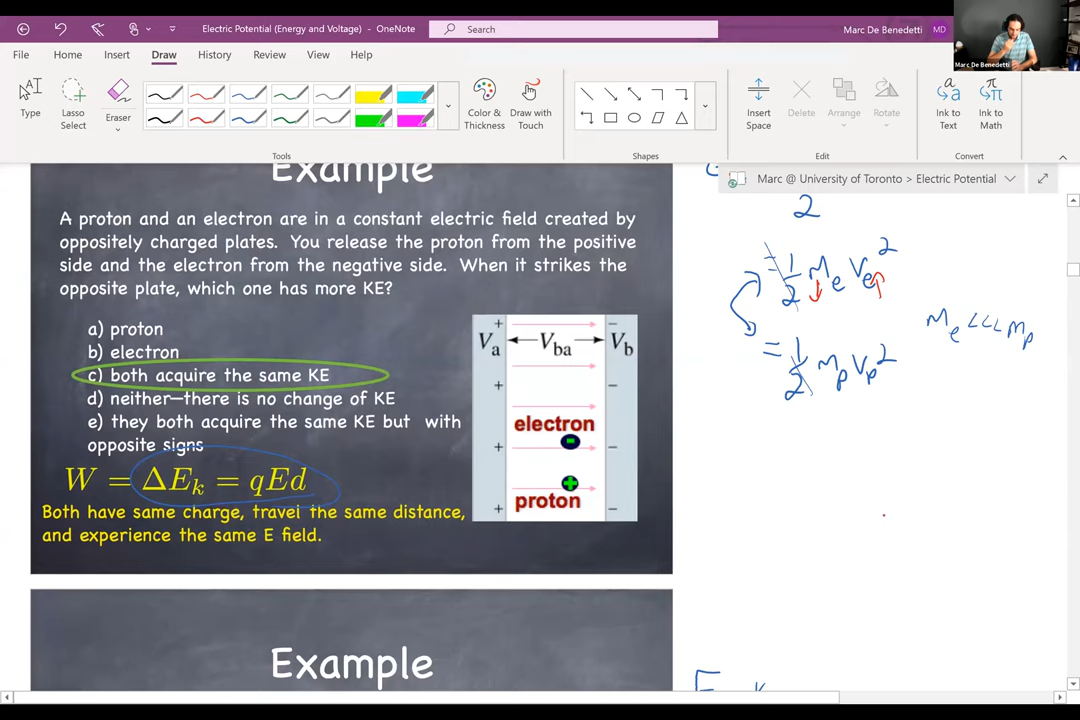 Electric Potential (Energy and Voltage) - OneNote
Search
Marc De Benedetti
MD
Marc De Benedetti
File Home Insert Draw History Review View Help
Type
Lasso Select
Eraser
Color & Thickness
Draw with Touch
Insert Space
Delete
Arrange
Rotate
Ink to Text
Ink to Math
Tools
Shapes
Edit
Convert
Marc @ University of Toronto > Electric Potential
Example
A proton and an electron are in a constant electric field created by
oppositely charged plates. You release the proton from the positive
side and the electron from the negative side. When it strikes the
opposite plate, which one has more KE?
a) proton
b) electron
c) both acquire the same KE
d) neither—there is no change of KE
e) they both acquire the same KE but with
opposite signs
W = ΔE_k = qEd
Both have same charge, travel the same distance,
and experience the same E field.
+ −
V_a V_ba V_b
+ −
electron
+ − −
+
proton
+ −
2
= 1/2 m_e v_e^2
m_e <<< m_p
= 1/2 m_p v_p^2
Example